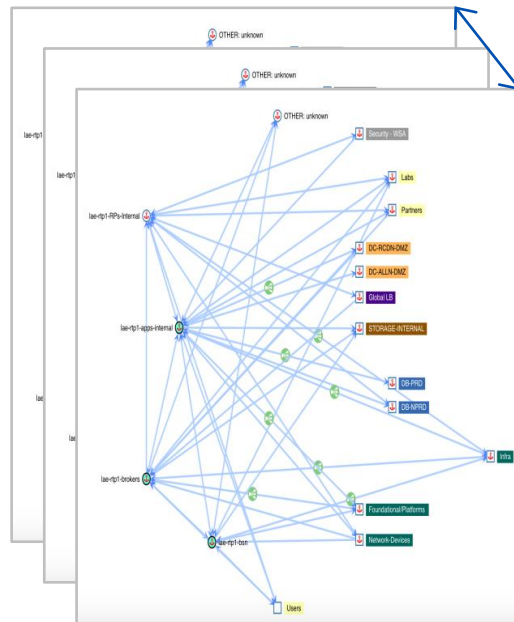 OTHER: unknown
lae-rtp1
OTHER: unknown
lae-rtp1
OTHER: unknown
Security - WSA
Labs
Partners
lae-rtp1-RPs-Internal
DC-RCDN-DMZ
DC-ALLN-DMZ
Global LB
lae-rtp1-apps-internal
STORAGE-INTERNAL
DB-PRD
DB-NPRD
Infra
lae-rtp1-brokers
Foundational/Platforms
lae-rtp1-bsn
Network-Devices
Users